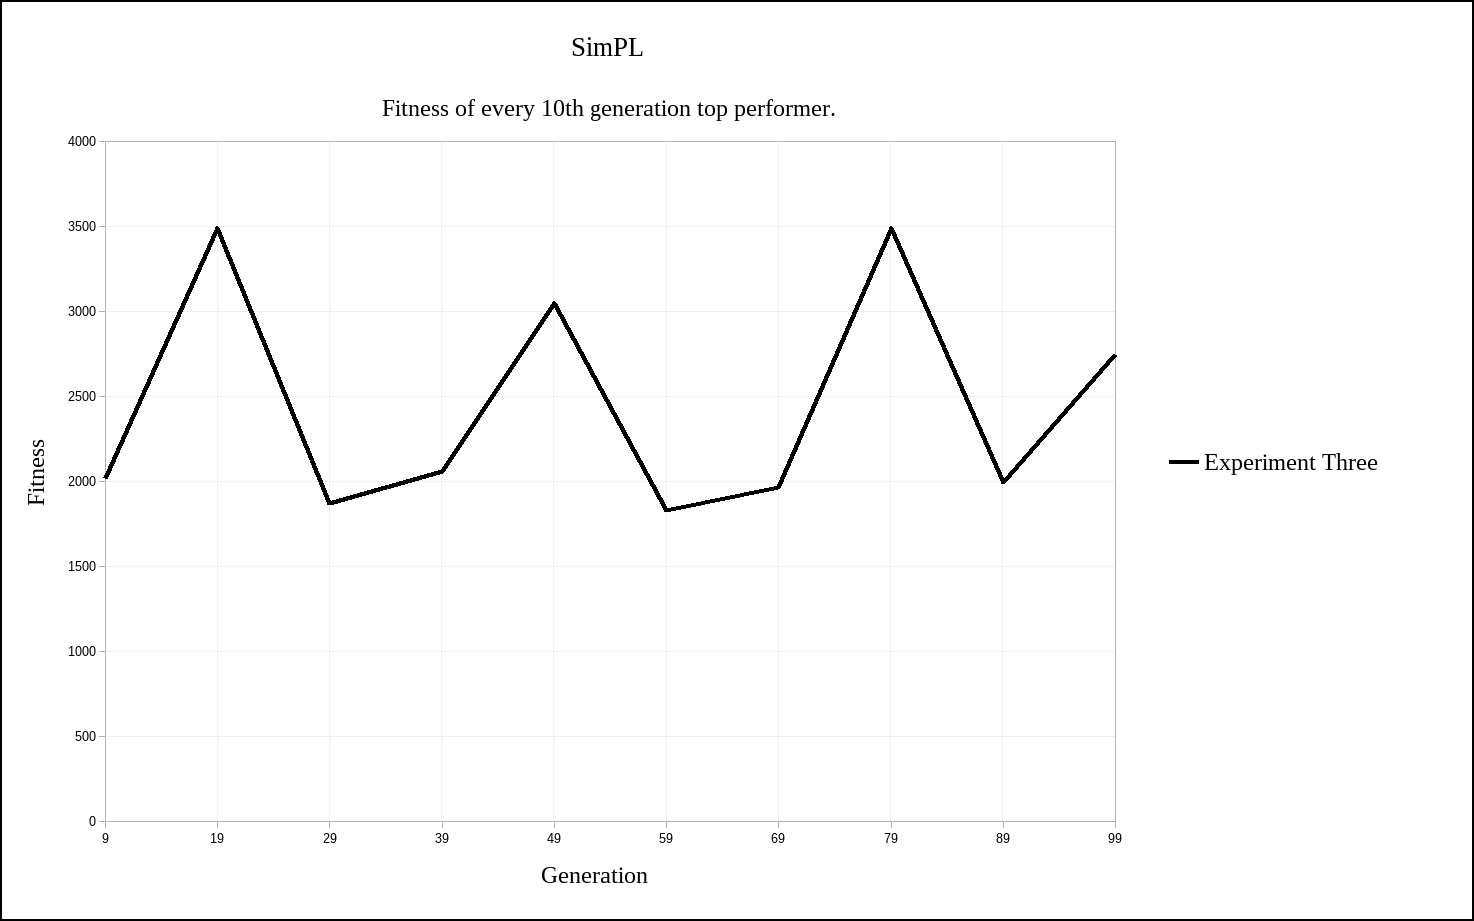 SimPL
Fitness of every 10th generation top performer.
4000
3500
3000
2500
2000
1500
1000
500
0
Fitness
9 19 29 39 49 59 69 79 89 99
Generation
Experiment Three